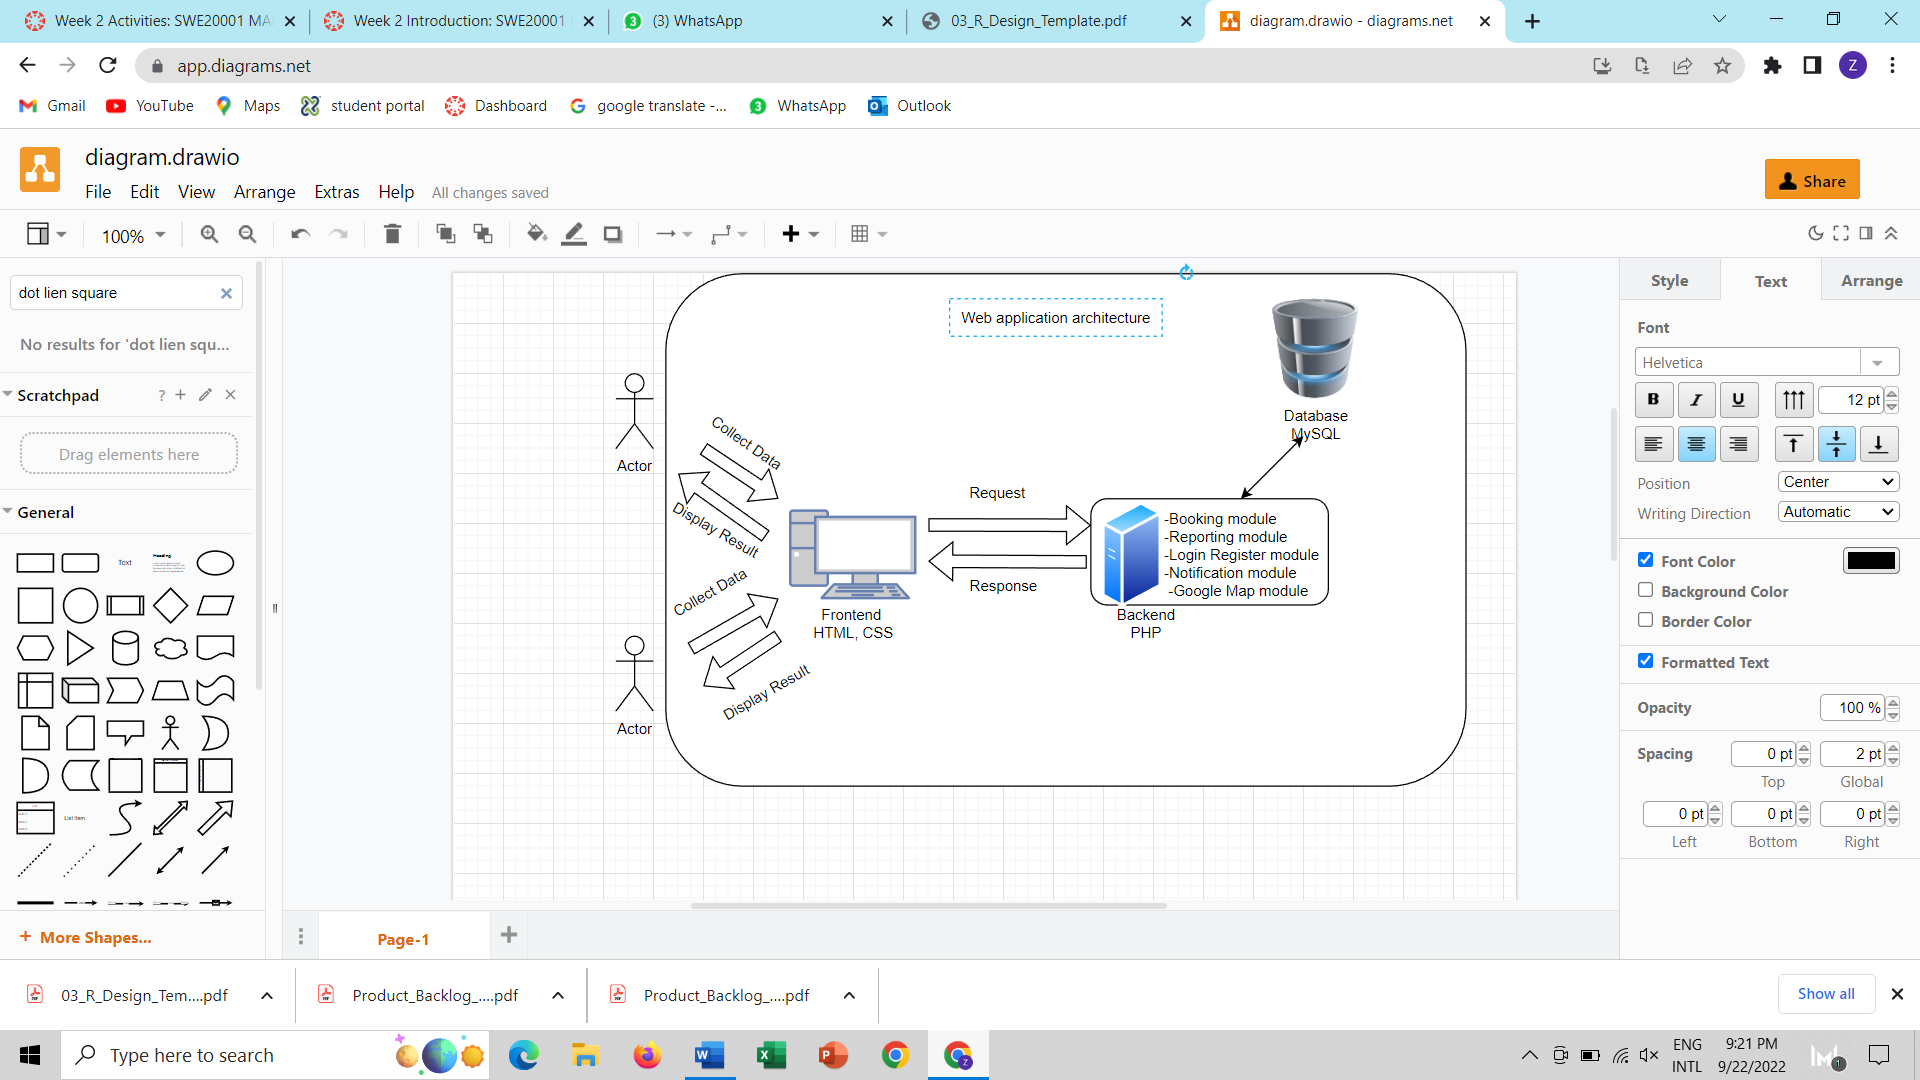 Week 2 Activities: SWE20001 MA
Week 2 Introduction: SWE20001
(3) WhatsApp
03_R_Design_Template.pdf
diagram.drawio - diagrams.net
app.diagrams.net
Z
Gmail
YouTube
Maps
student portal
Dashboard
google translate -...
WhatsApp
Outlook
diagram.drawio
File Edit View Arrange Extras Help All changes saved
Share
100%
dot lien square
No results for 'dot lien squ...
Scratchpad
?
Drag elements here
General
Text
Heading
List Item
More Shapes...
Web application architecture
Database
MySQL
Actor
Collect Data
Display Result
Request
Response
-Booking module
-Reporting module
-Login Register module
-Notification module
-Google Map module
Frontend
HTML, CSS
Backend
PHP
Collect Data
Display Result
Actor
Style Text Arrange
Font
Helvetica
B I U 12 pt
Position Center
Writing Direction Automatic
Font Color
Background Color
Border Color
Formatted Text
Opacity 100 %
Spacing 0 pt 2 pt
Top Global
0 pt 0 pt 0 pt
Left Bottom Right
Page-1
03_R_Design_Tem....pdf
Product_Backlog_....pdf
Product_Backlog_....pdf
Show all
Type here to search
ENG
INTL
9:21 PM
9/22/2022
1